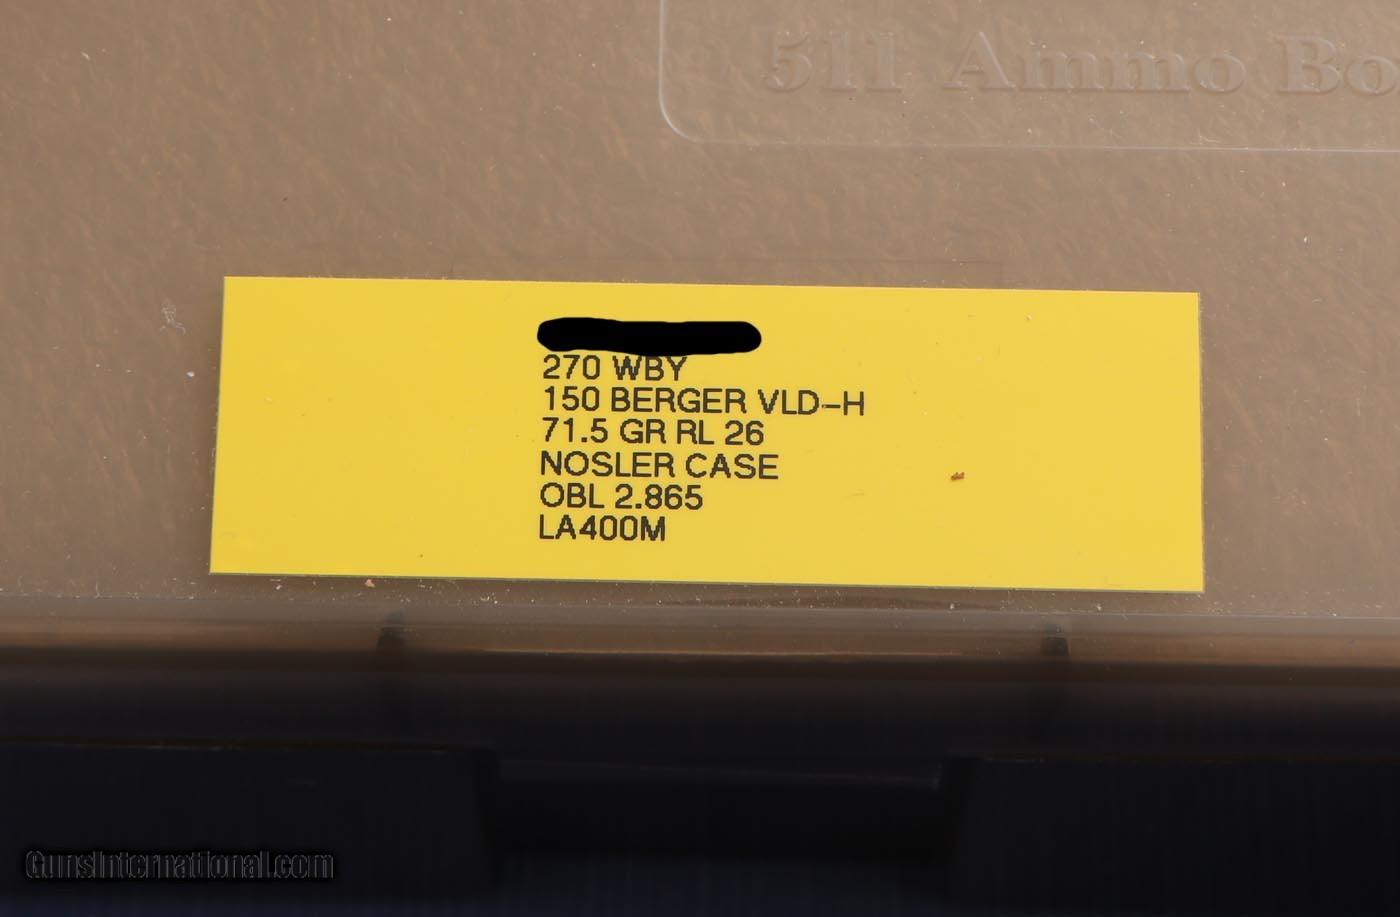 511 Ammo Bo
270 WBY
150 BERGER VLD-H
71.5 GR RL 26
NOSLER CASE
OBL 2.865
LA400M
GunsInternational.com